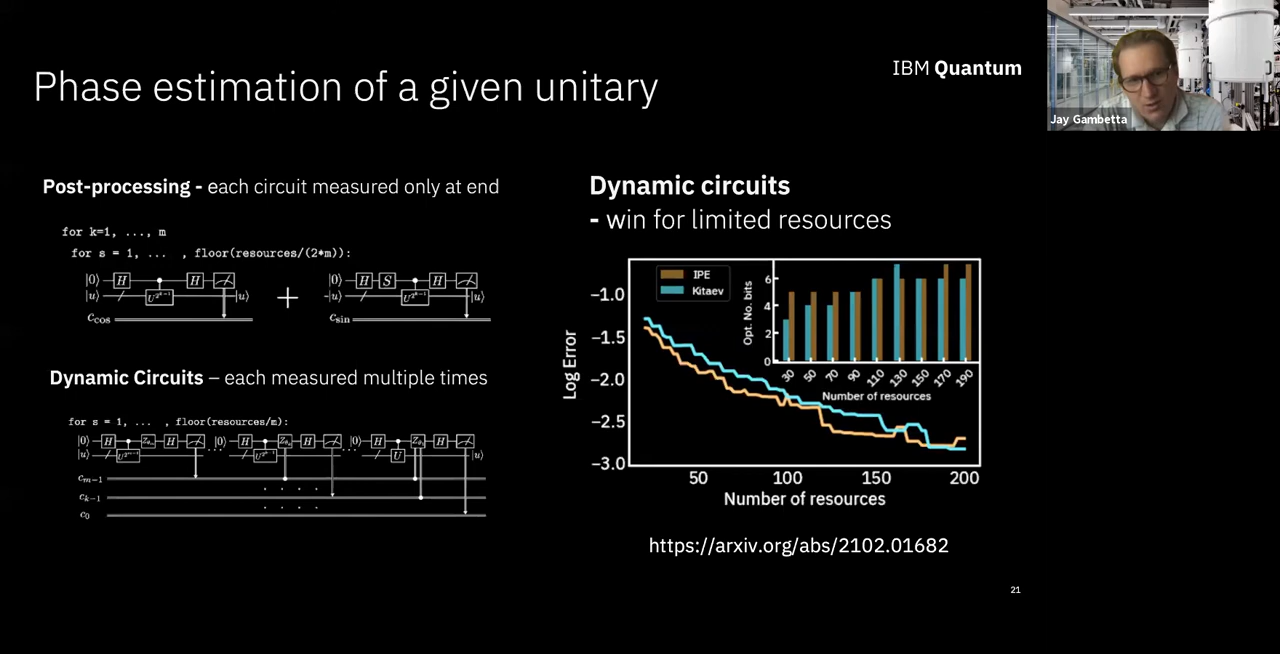 Phase estimation of a given unitary
IBM Quantum
Jay Gambetta
Post-processing - each circuit measured only at end
for k=1, ..., m
for s = 1, ... , floor(resources/(2*m):
|0⟩ H H
|u⟩ |u⟩
c_cos
+
|0⟩ H S H
|u⟩ |u⟩
c_sin
Dynamic Circuits – each measured multiple times
for s = 1, ... , floor(resources/m):
|0⟩ H H ... |0⟩ H H ... |0⟩ H H
|u⟩ U |u⟩
c_{m-1}
c_{k-1}
c_0
Dynamic circuits
- win for limited resources
IPE
Kitaev
Log Error
−1.0
−1.5
−2.0
−2.5
−3.0
50 100 150 200
Number of resources
Opt. No. bits
6
4
2
0
30 50 70 90 110 130 150 170 190
Number of resources
https://arxiv.org/abs/2102.01682
21